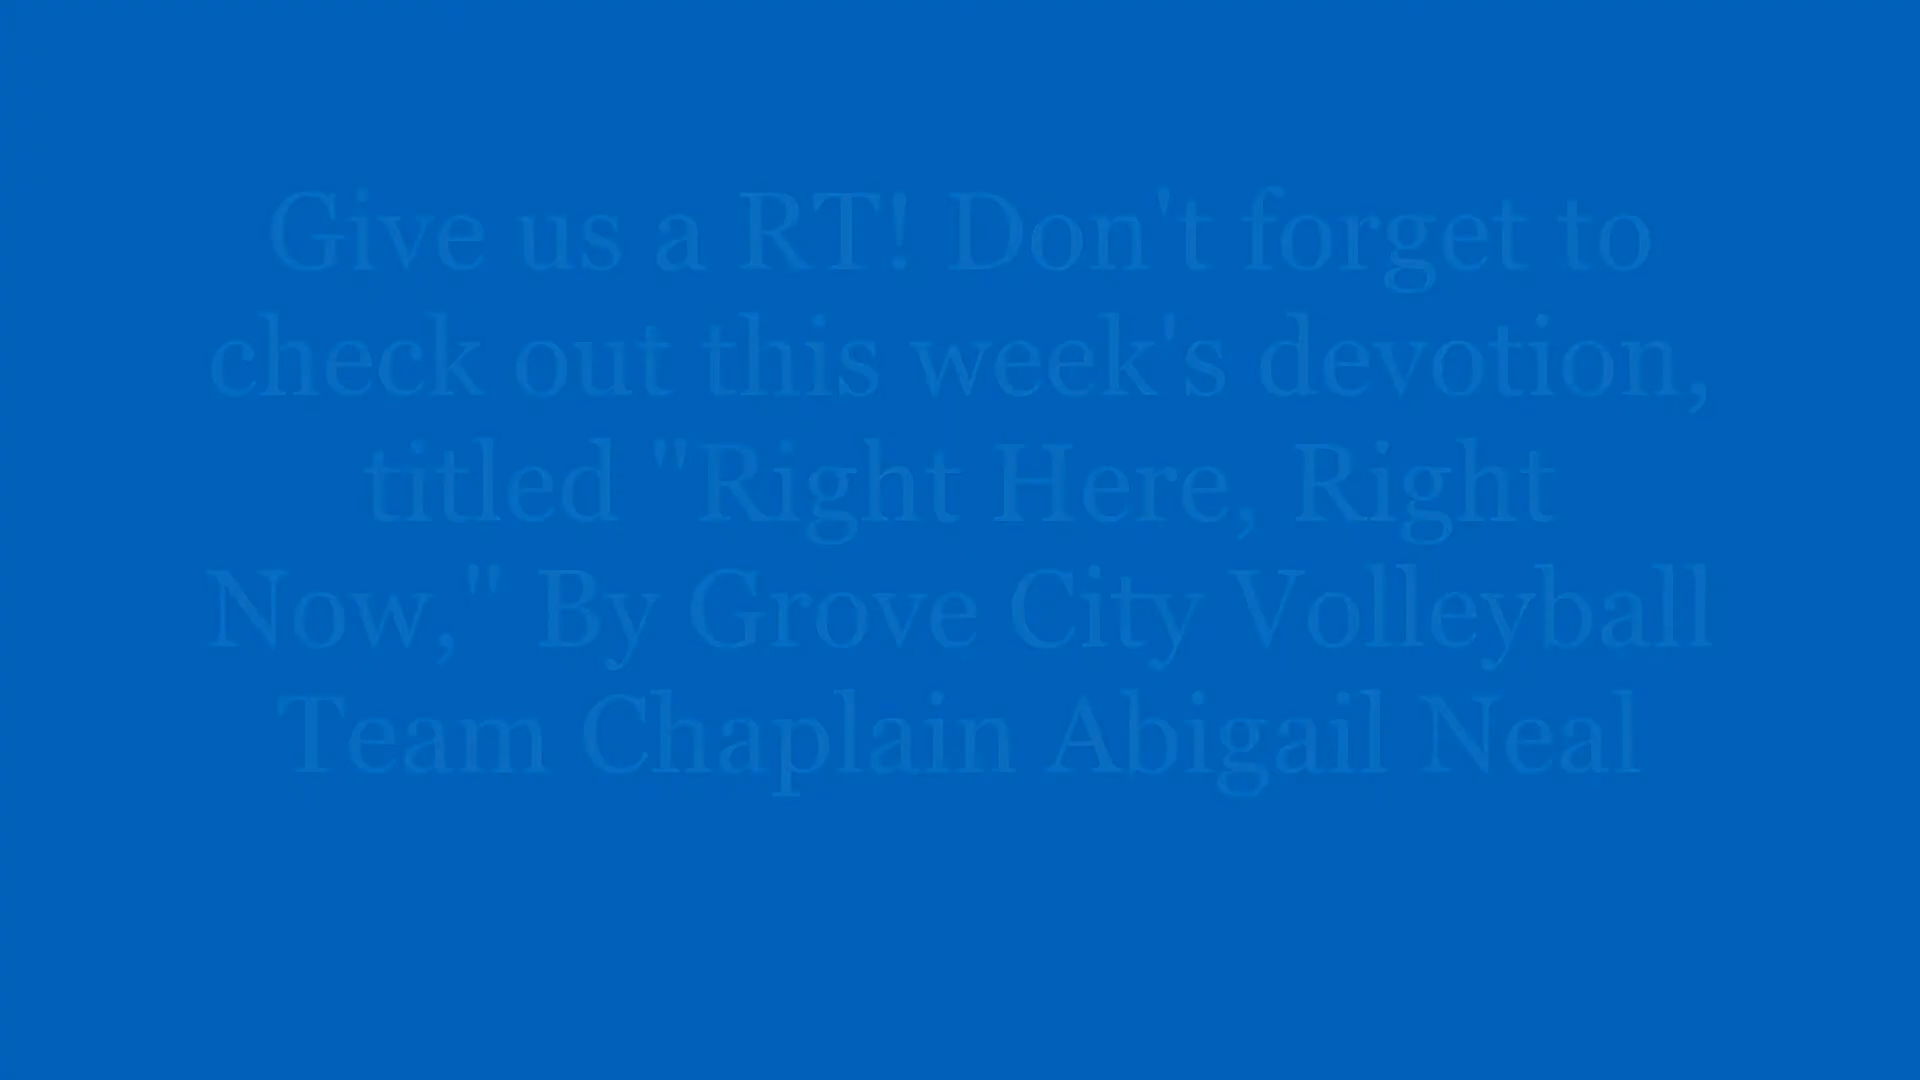 Give us a RT! Don't forget to
check out this week's devotion,
titled "Right Here, Right
Now," By Grove City Volleyball
Team Chaplain Abigail Neal